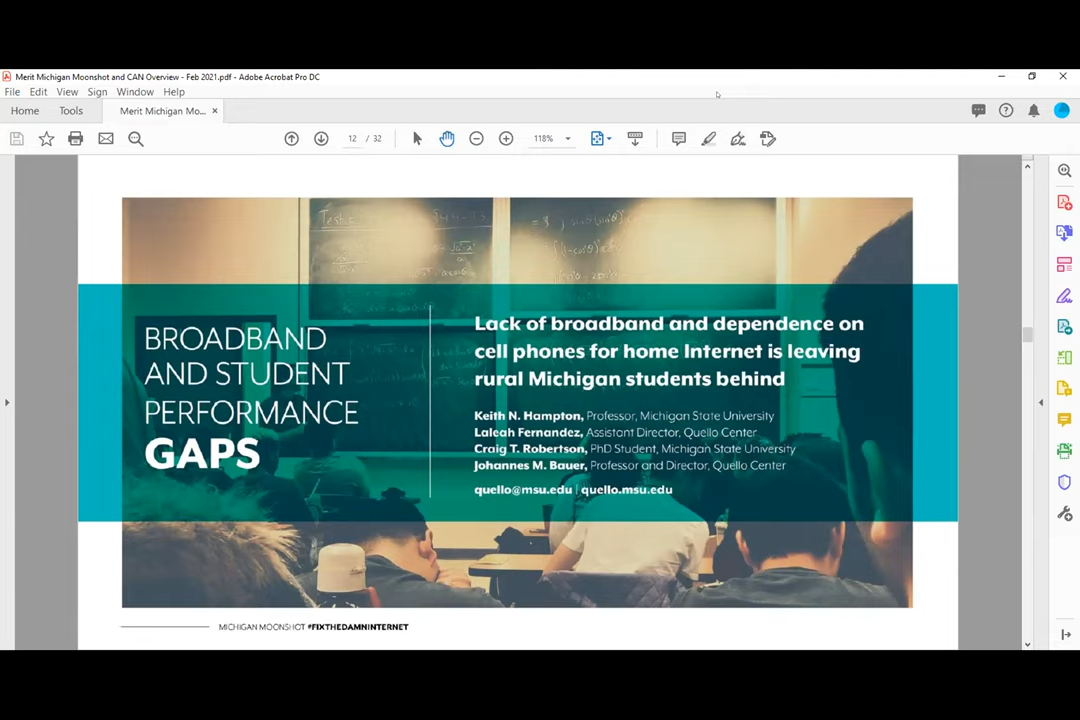 Merit Michigan Moonshot and CAN Overview - Feb 2021.pdf - Adobe Acrobat Pro DC
File Edit View Sign Window Help
Home Tools Merit Michigan Mo... ×
12 / 32 118%
Tests:
BROADBAND
AND STUDENT
PERFORMANCE
GAPS
Lack of broadband and dependence on
cell phones for home Internet is leaving
rural Michigan students behind
Keith N. Hampton, Professor, Michigan State University
Laleah Fernandez, Assistant Director, Quello Center
Craig T. Robertson, PhD Student, Michigan State University
Johannes M. Bauer, Professor and Director, Quello Center
quello@msu.edu | quello.msu.edu
MICHIGAN MOONSHOT #FIXTHEDAMNINTERNET